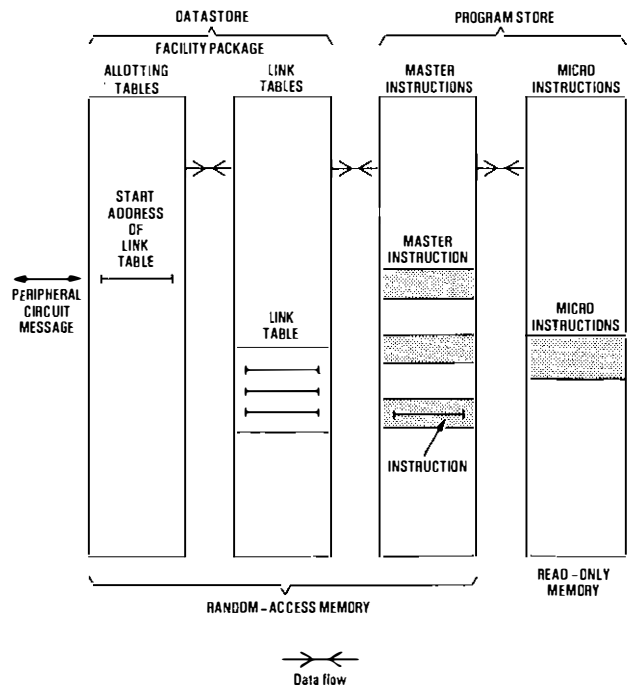 DATASTORE
PROGRAM STORE
FACILITY PACKAGE
ALLOTTING
TABLES
LINK
TABLES
MASTER
INSTRUCTIONS
MICRO
INSTRUCTIONS
START
ADDRESS
OF
LINK
TABLE
PERIPHERAL
CIRCUIT
MESSAGE
LINK
TABLE
MASTER
INSTRUCTION
MICRO
INSTRUCTIONS
INSTRUCTION
RANDOM-ACCESS MEMORY
READ-ONLY
MEMORY
Data flow